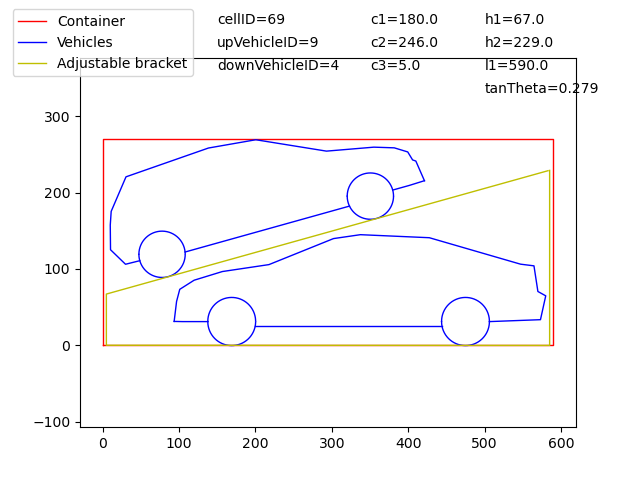 Container
Vehicles
Adjustable bracket
cellID=69
upVehicleID=9
downVehicleID=4
c1=180.0
c2=246.0
c3=5.0
h1=67.0
h2=229.0
l1=590.0
tanTheta=0.279
300
200
100
0
−100
0 100 200 300 400 500 600